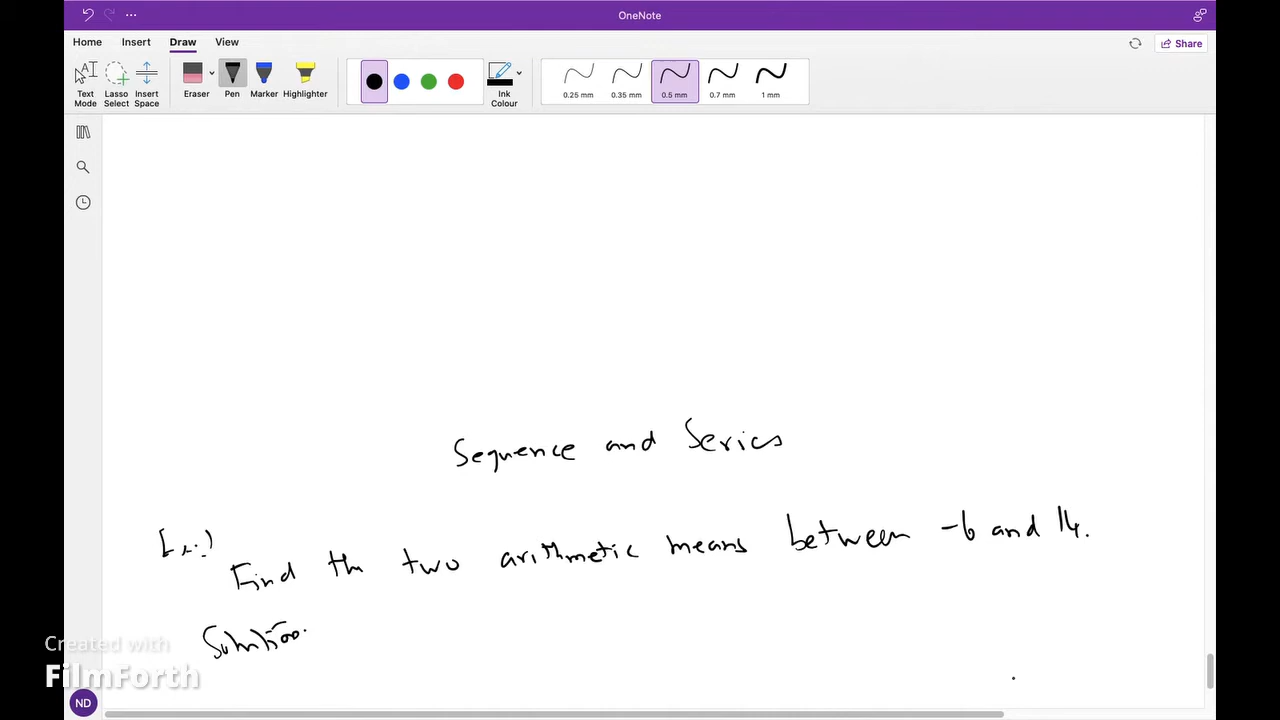 OneNote
Home Insert Draw View
Share
Text Mode
Lasso Select
Insert Space
Eraser
Pen
Marker
Highlighter
Ink Colour
0.25 mm
0.35 mm
0.5 mm
0.7 mm
1 mm
Sequence and Series
Find the two arithmetic means between -6 and 14.
Solution.
Created with
FilmForth
ND